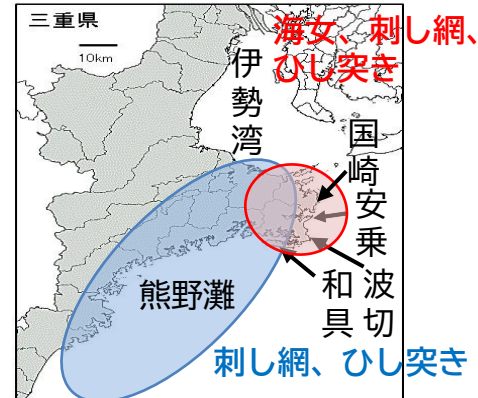 三重県
10km
海女、刺し網、
ひし突き
伊勢湾
国崎
安乗
波切
和具
熊野灘
刺し網、ひし突き